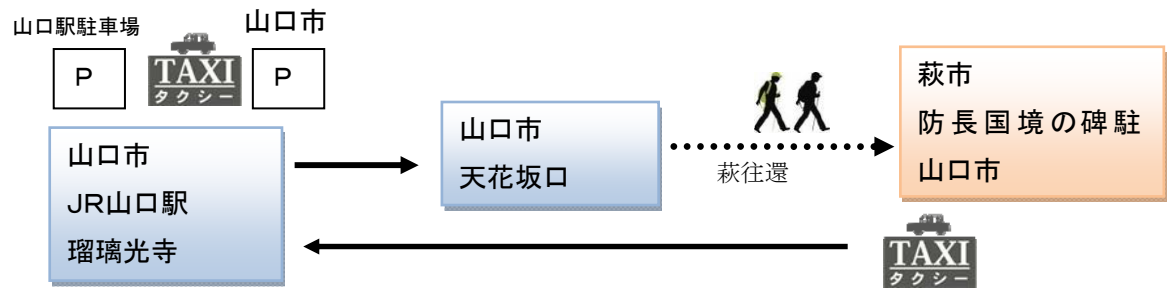 山口駅駐車場
山口市
P
TAXI
タクシー
P
山口市
JR山口駅
瑠璃光寺
山口市
天花坂口
萩往還
萩市
防長国境の碑駐
山口市
TAXI
タクシー